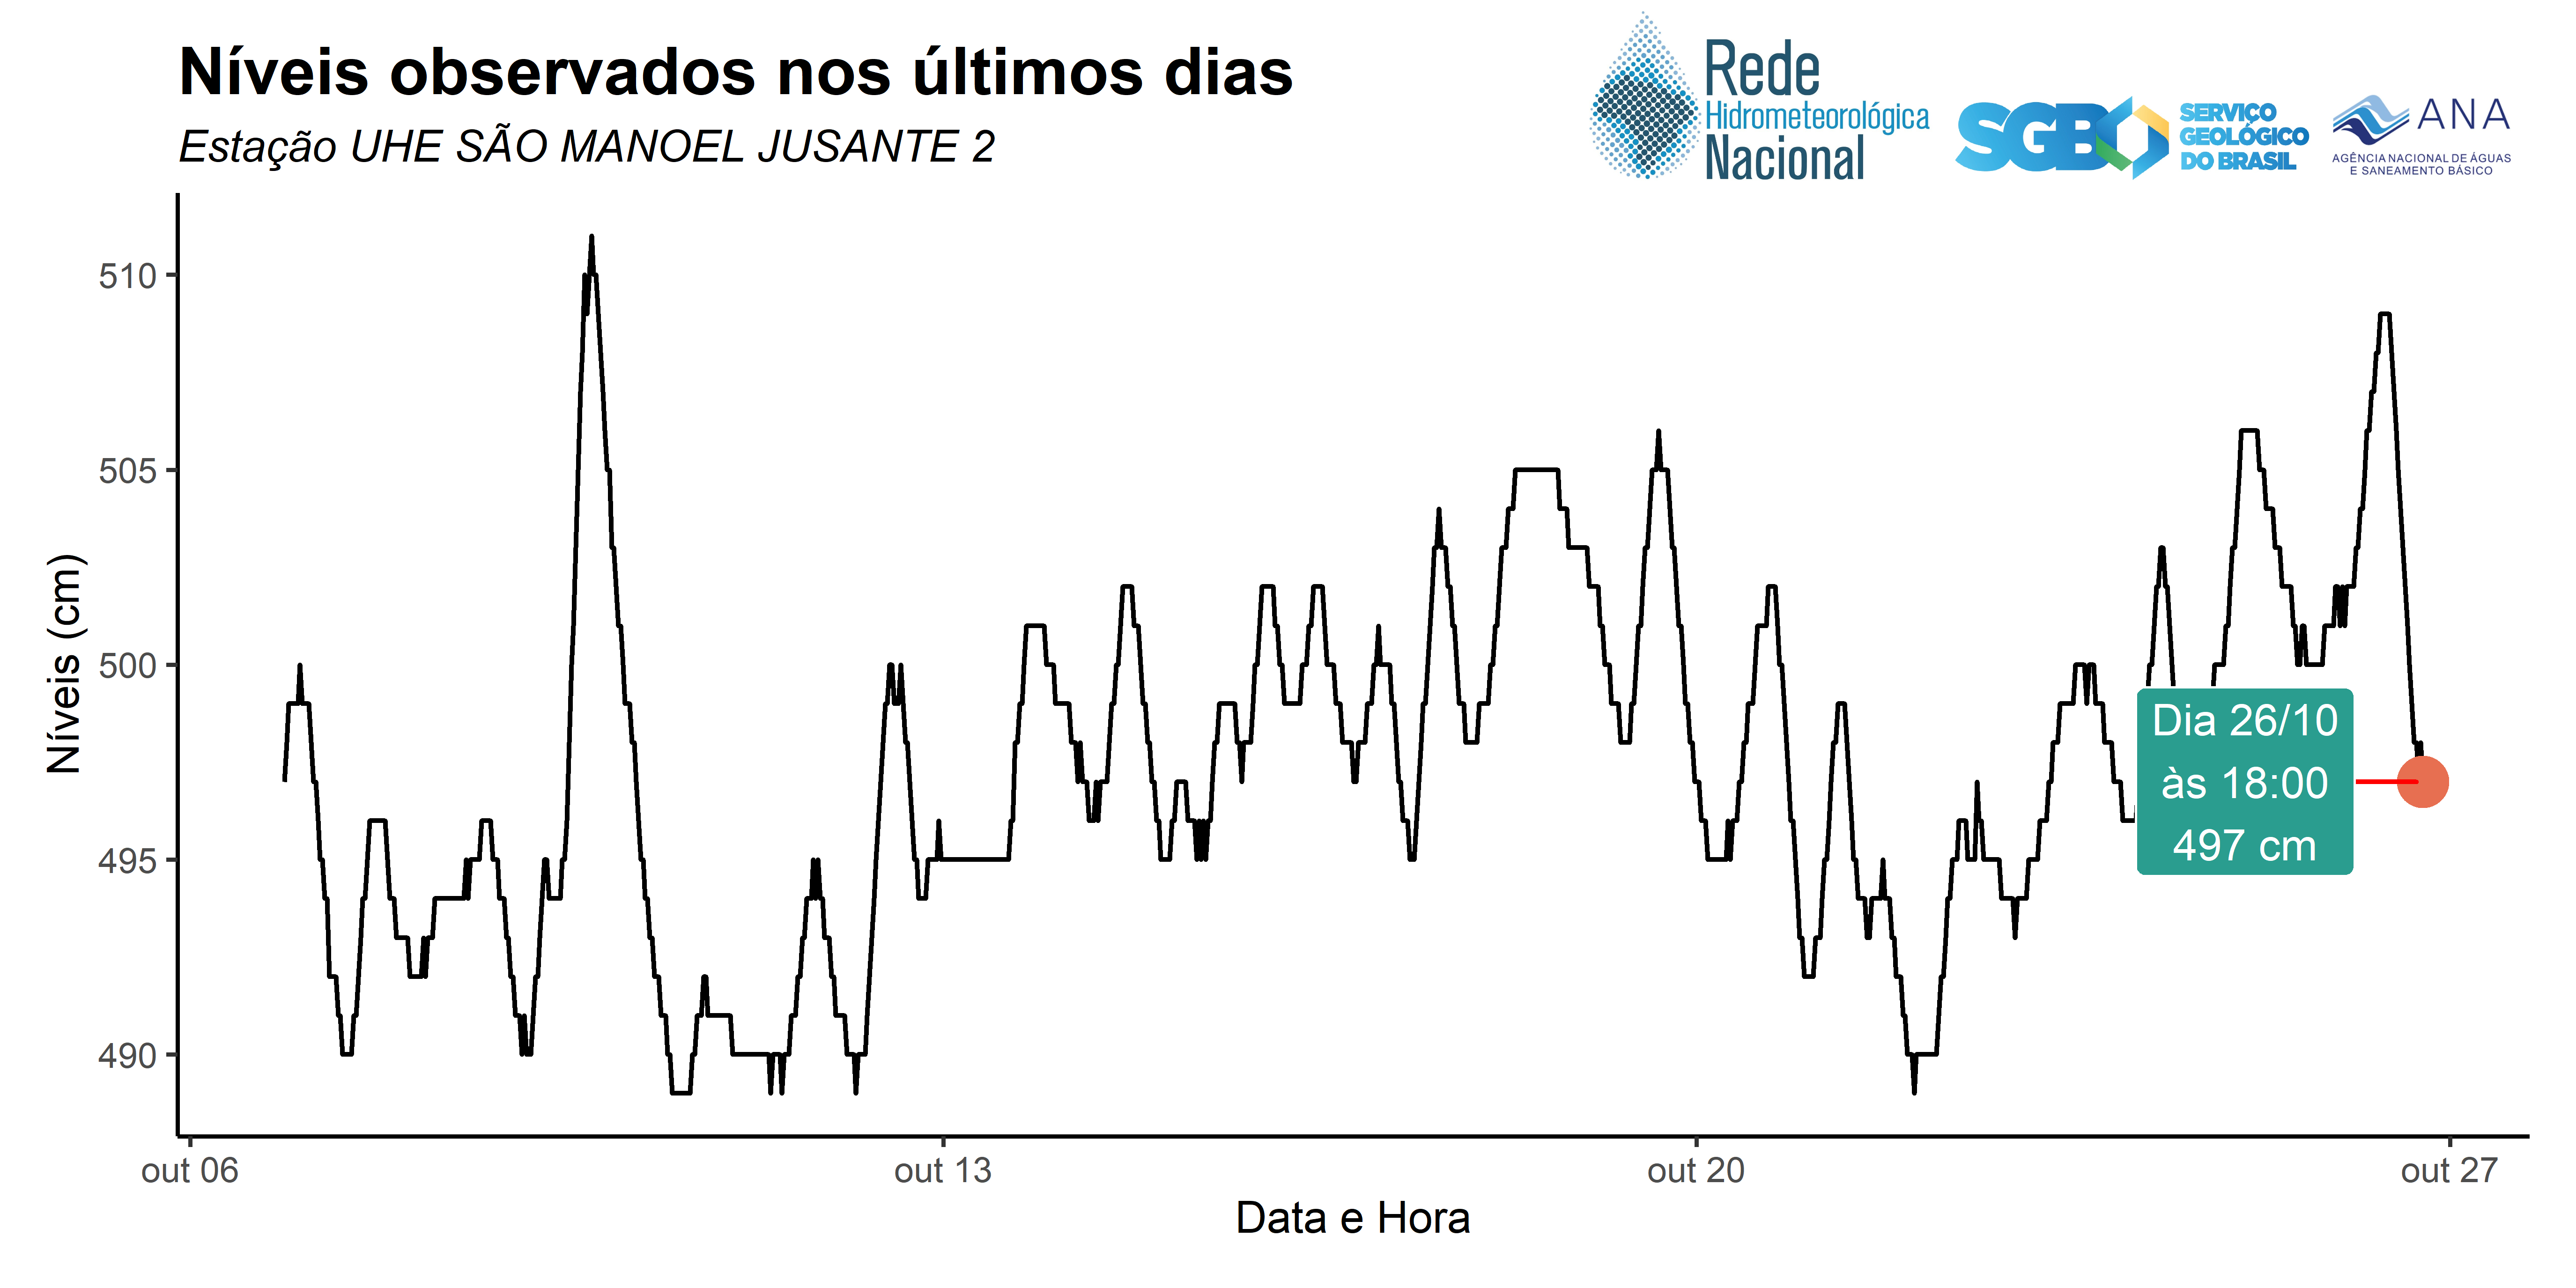 Níveis observados nos últimos dias
Estação UHE SÃO MANOEL JUSANTE 2
Rede
Hidrometeorológica
Nacional
SGB
SERVIÇO
GEOLÓGICO
DO BRASIL
ANA
AGÊNCIA NACIONAL DE ÁGUAS
E SANEAMENTO BÁSICO
Níveis (cm)
510
505
500
495
490
Dia 26/10
às 18:00
497 cm
out 06
out 13
out 20
out 27
Data e Hora